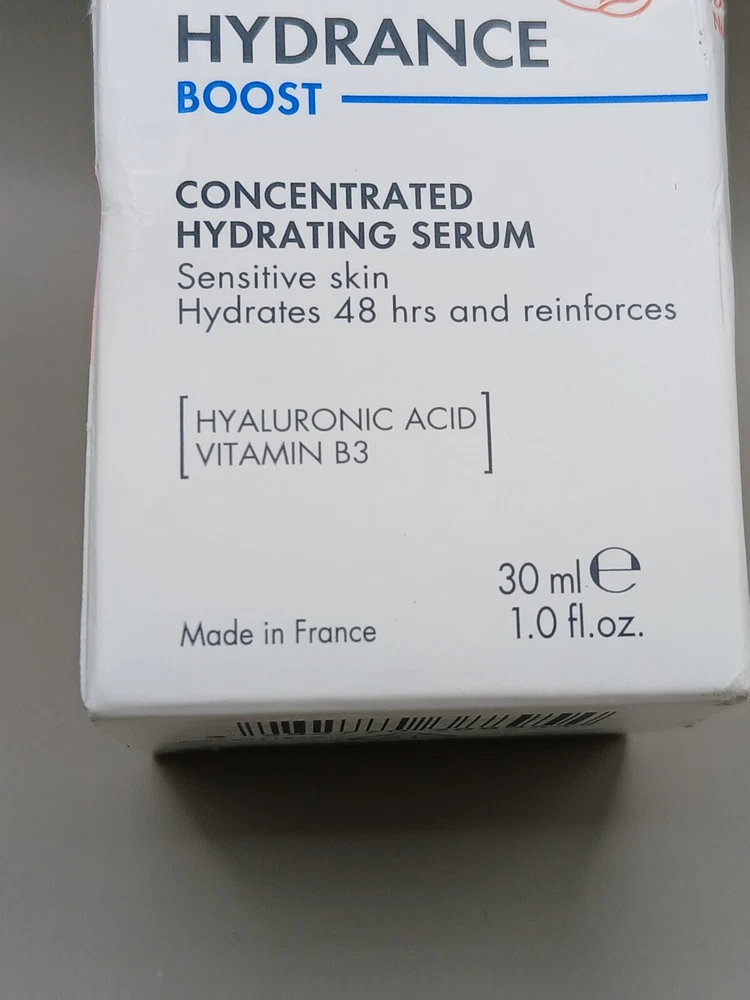 HYDRANCE
BOOST
CONCENTRATED
HYDRATING SERUM
Sensitive skin
Hydrates 48 hrs and reinforces
HYALURONIC ACID
VITAMIN B3
30 ml ℮
1.0 fl.oz.
Made in France